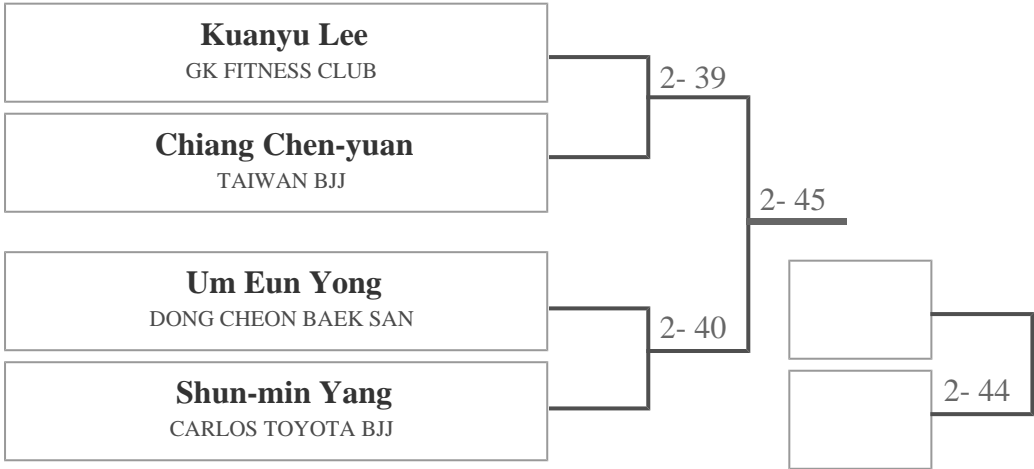 Kuanyu Lee
GK FITNESS CLUB
2- 39
Chiang Chen-yuan
TAIWAN BJJ
2- 45
Um Eun Yong
DONG CHEON BAEK SAN
2- 40
Shun-min Yang
CARLOS TOYOTA BJJ
2- 44